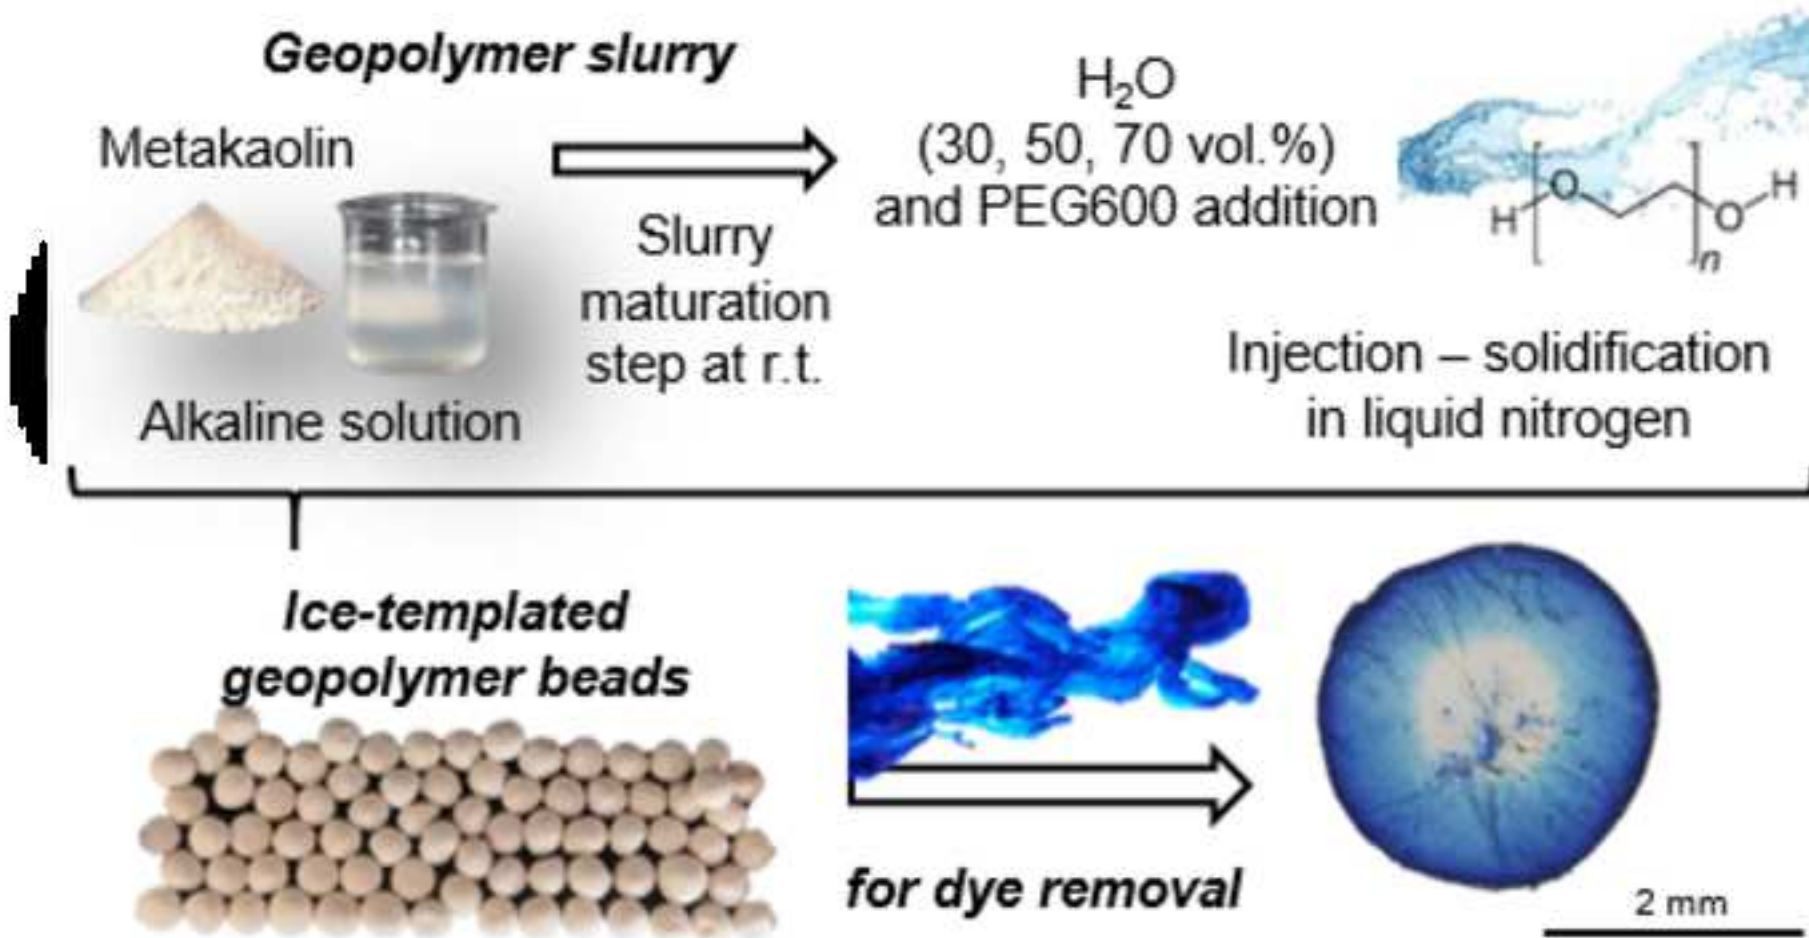 Geopolymer slurry
Metakaolin
Alkaline solution
Slurry
maturation
step at r.t.
H₂O
(30, 50, 70 vol.%)
and PEG600 addition
H
O
n
O
H
Injection – solidification
in liquid nitrogen
Ice-templated
geopolymer beads
for dye removal
2 mm